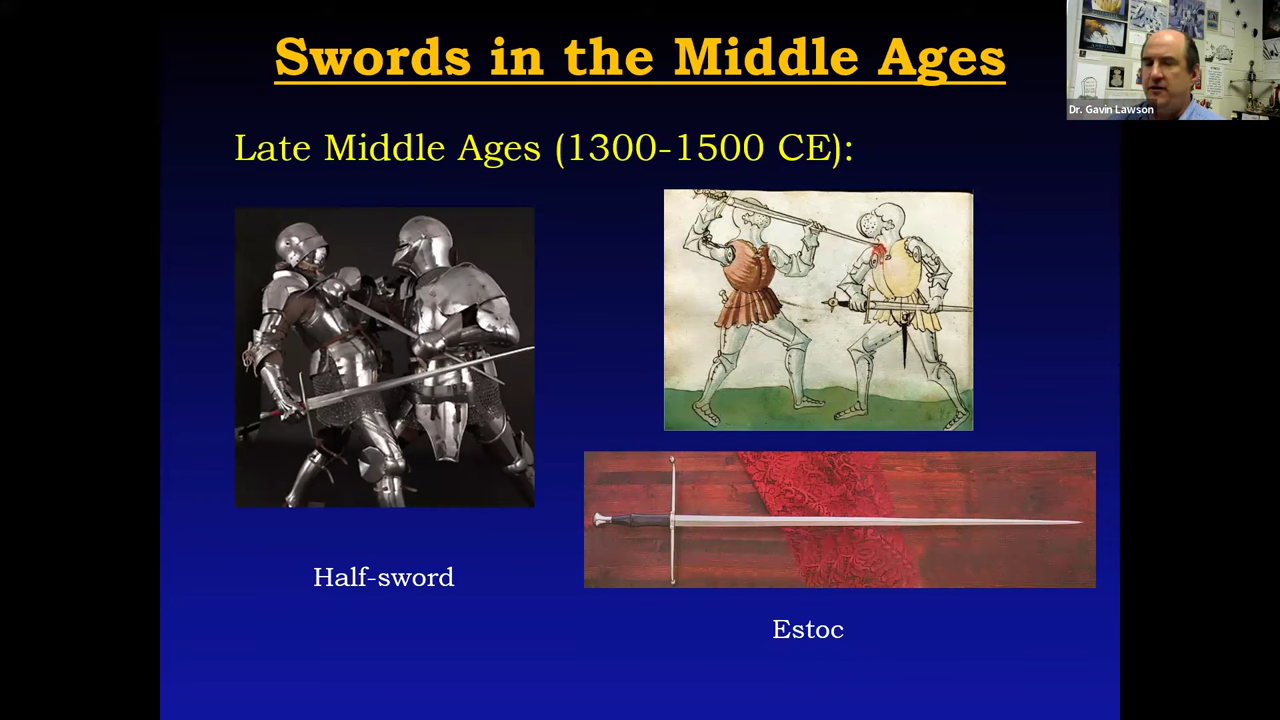 Swords in the Middle Ages
Dr. Gavin Lawson
Late Middle Ages (1300-1500 CE):
Half-sword
Estoc